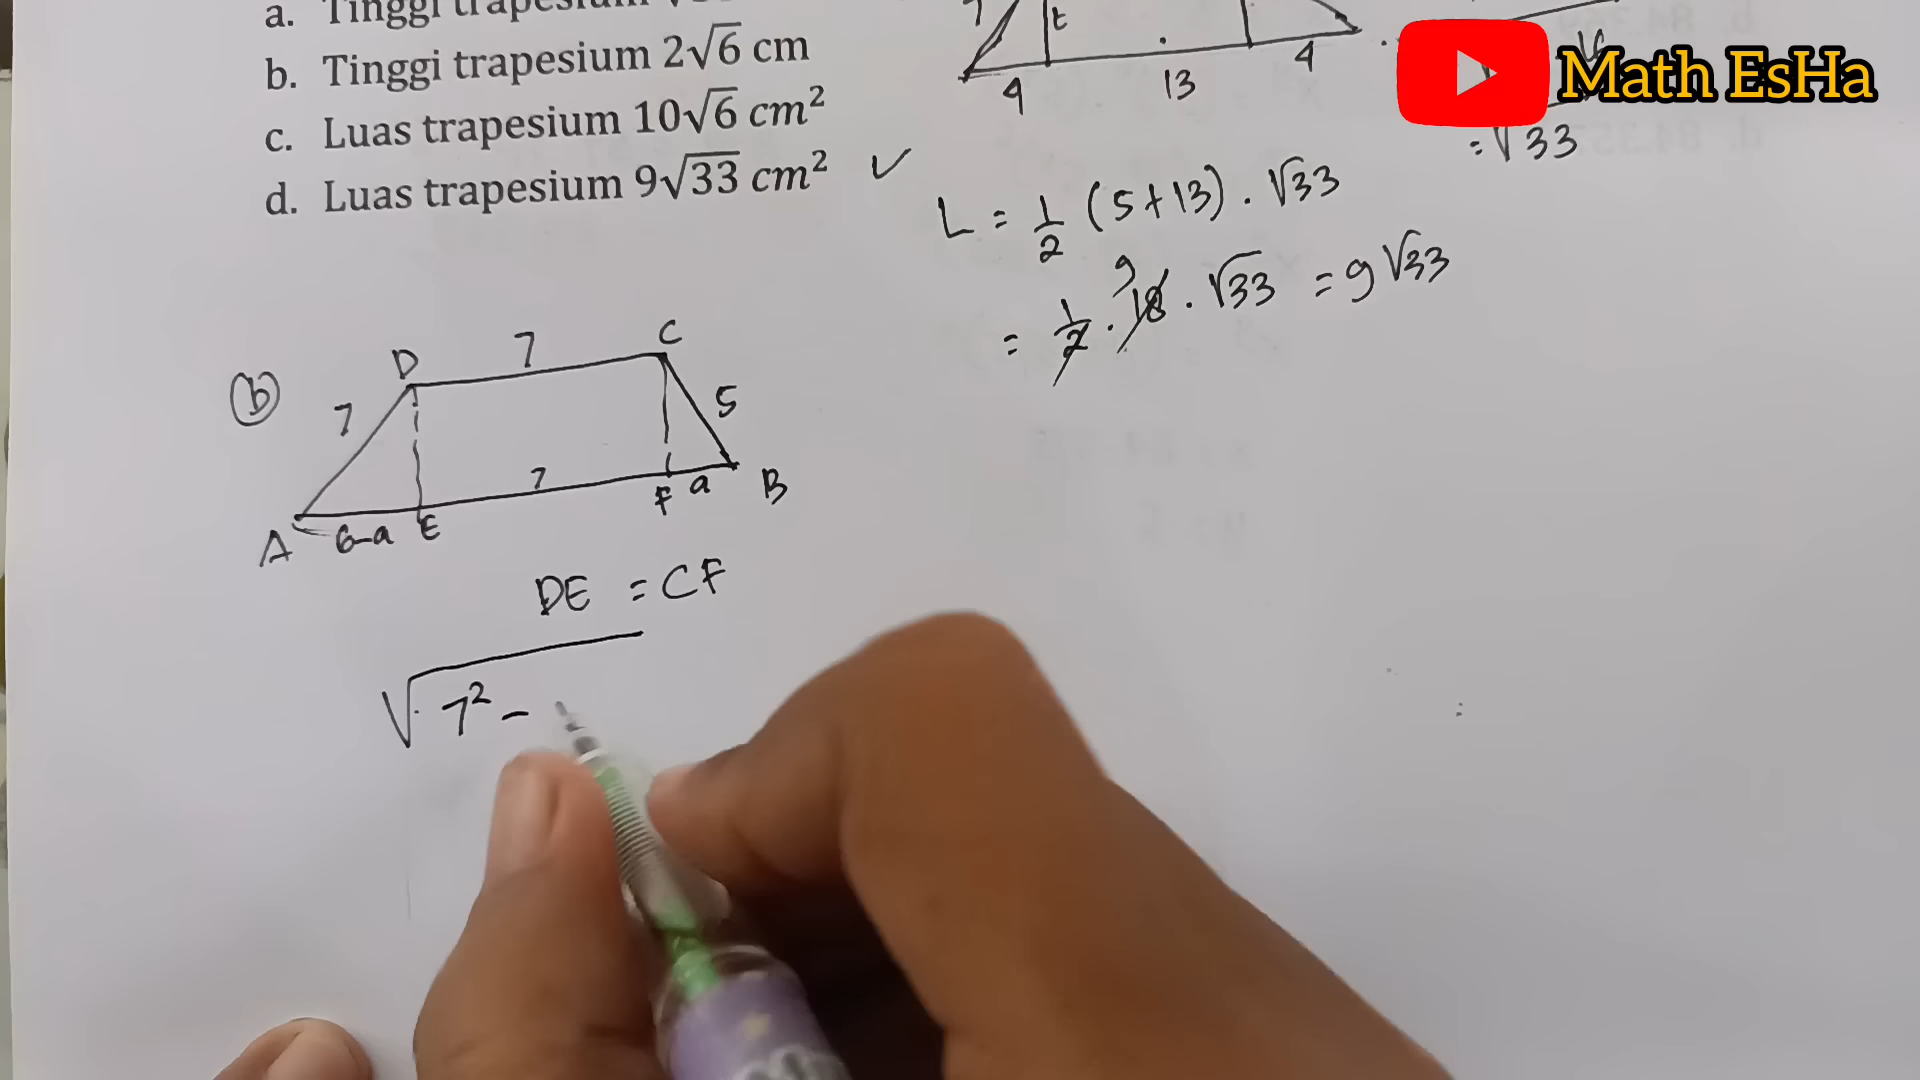 a. Tinggi trapesium
b. Tinggi trapesium 2√6 cm
c. Luas trapesium 10√6 cm²
d. Luas trapesium 9√33 cm² ✓
7
t
4
13
4
Math EsHa
= √33
L = 1/2 (5+13) . √33
9
= 1/2 . 18 . √33 = 9√33
b
D 7 C
7
5
7
A 6-a E F a B
DE = CF
√7² -